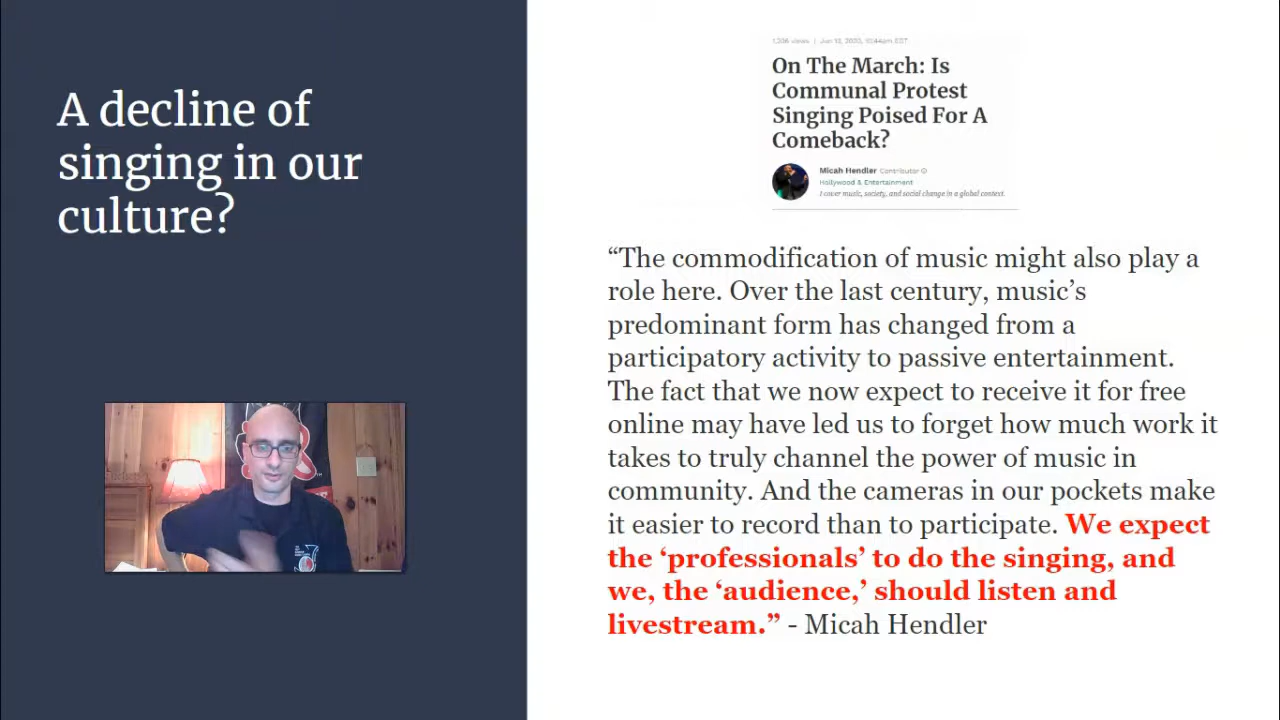 A decline of
singing in our
culture?
On The March: Is
Communal Protest
Singing Poised For A
Comeback?
Micah Hendler Contributor
Hollywood & Entertainment
I cover music, society, and social change in a global context.
“The commodification of music might also play a
role here. Over the last century, music’s
predominant form has changed from a
participatory activity to passive entertainment.
The fact that we now expect to receive it for free
online may have led us to forget how much work it
takes to truly channel the power of music in
community. And the cameras in our pockets make
it easier to record than to participate. We expect
the ‘professionals’ to do the singing, and
we, the ‘audience,’ should listen and
livestream.” - Micah Hendler